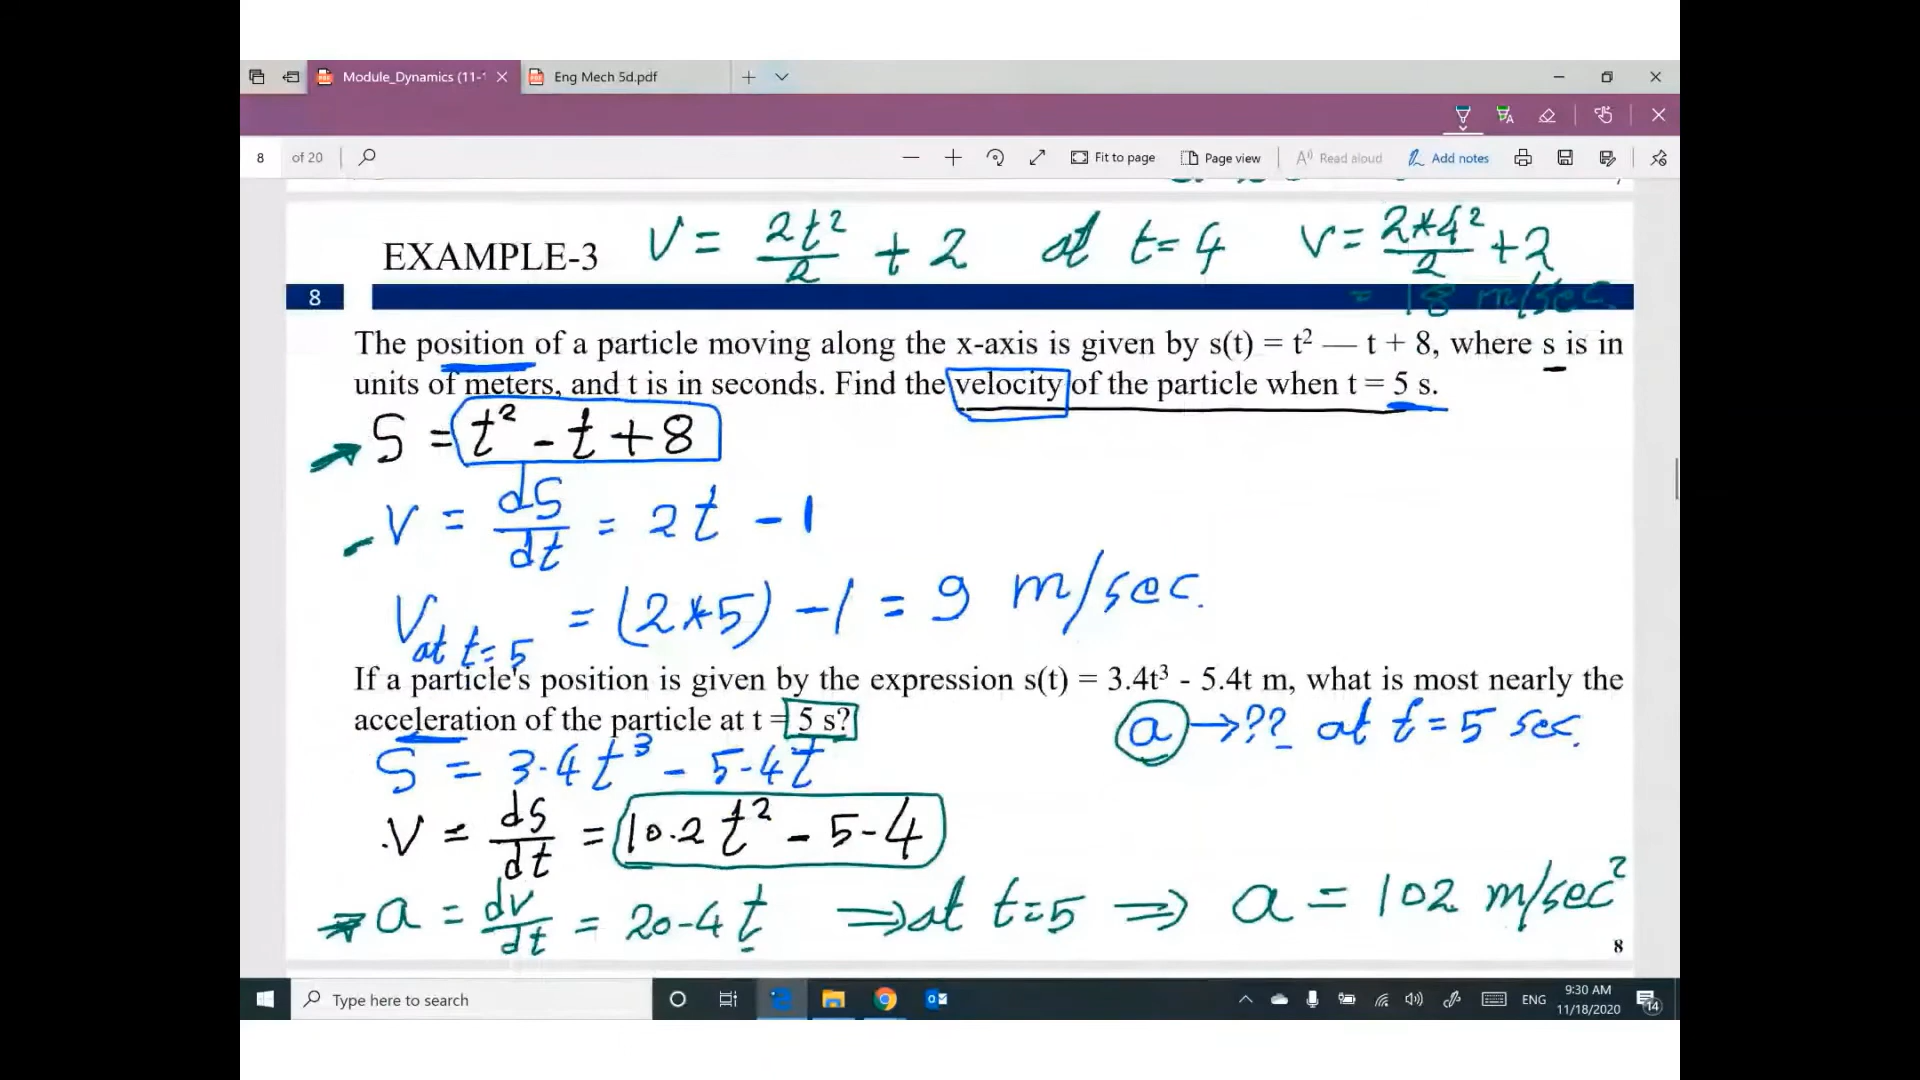 Module_Dynamics (11-1
Eng Mech 5d.pdf
8 of 20
Fit to page
Page view
Read aloud
Add notes
EXAMPLE-3
V = 2t²/2 + 2 at t=4 V = 2*4²/2 +2
= 18 m/sec.
8
The position of a particle moving along the x-axis is given by s(t) = t² — t + 8, where s is in
units of meters, and t is in seconds. Find the velocity of the particle when t = 5 s.
S = t² - t + 8
V = dS/dt = 2t - 1
V at t=5 = (2*5) - 1 = 9 m/sec.
If a particle's position is given by the expression s(t) = 3.4t³ - 5.4t m, what is most nearly the
acceleration of the particle at t = 5 s?
a → ?? at t = 5 sec.
S = 3.4t³ - 5.4t
V = dS/dt = 10.2t² - 5.4
a = dv/dt = 20.4t ⇒ at t=5 ⇒ a = 102 m/sec²
8
Type here to search
ENG
9:30 AM
11/18/2020
14